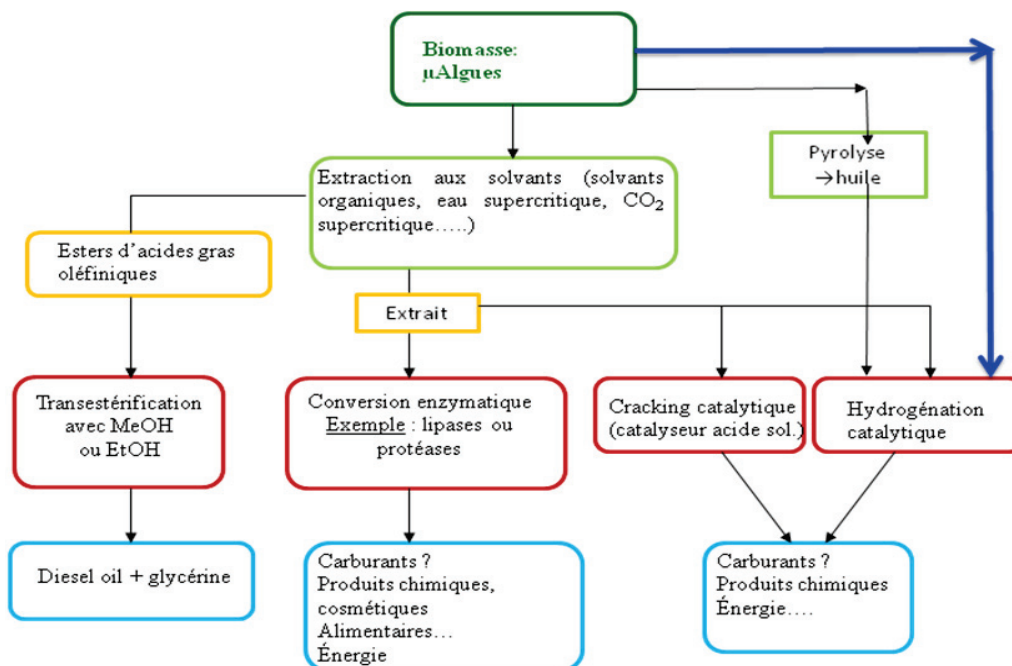 Biomasse:
µAlgues
Pyrolyse
→huile
Extraction aux solvants (solvants
organiques, eau supercritique, CO₂
supercritique…..)
Esters d'acides gras
oléfiniques
Extrait
Transestérification
avec MeOH
ou EtOH
Conversion enzymatique
Exemple : lipases ou
protéases
Cracking catalytique
(catalyseur acide sol.)
Hydrogénation
catalytique
Diesel oil + glycérine
Carburants ?
Produits chimiques,
cosmétiques
Alimentaires…
Énergie
Carburants ?
Produits chimiques
Énergie….